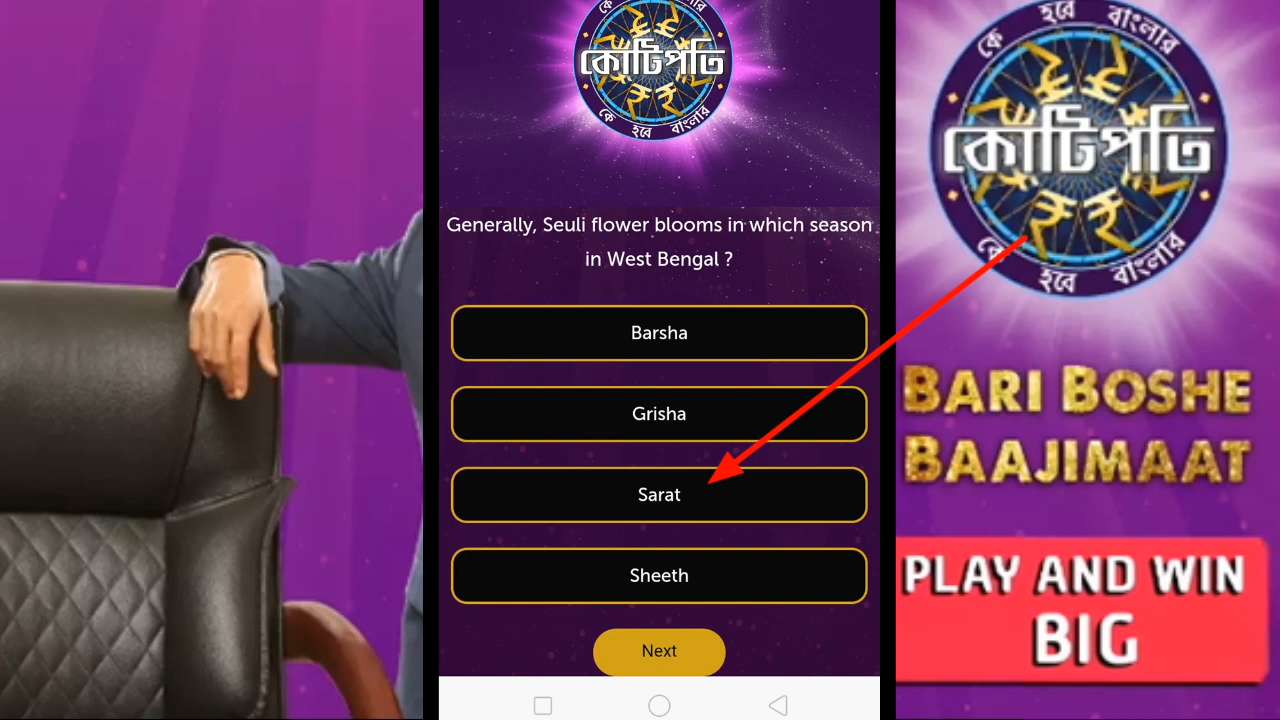 কে
কোটিপতি
কে হবে বাংলার
Generally, Seuli flower blooms in which season
in West Bengal ?
Barsha
Grisha
Sarat
Sheeth
Next
কে হবে বাংলার
কোটিপতি
কে হবে বাংলার
BARI BOSHE
BAAJIMAAT
PLAY AND WIN
BIG